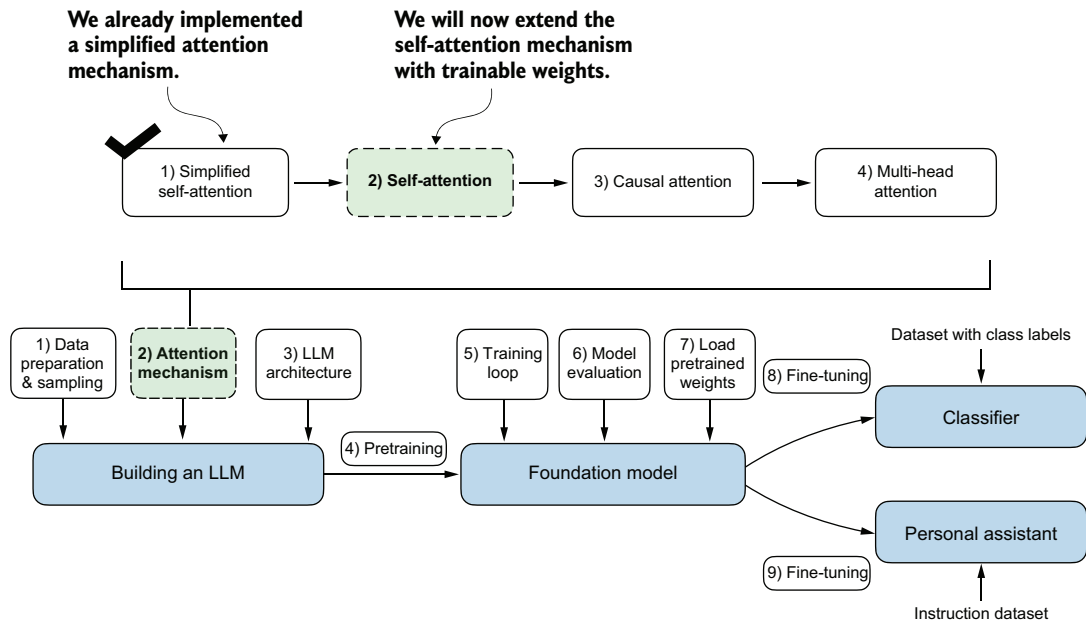 We already implemented
a simplified attention
mechanism.
We will now extend the
self-attention mechanism
with trainable weights.
1) Simplified
self-attention
2) Self-attention
3) Causal attention
4) Multi-head
attention
1) Data
preparation
& sampling
2) Attention
mechanism
3) LLM
architecture
5) Training
loop
6) Model
evaluation
7) Load
pretrained
weights
Dataset with class labels
8) Fine-tuning
Classifier
4) Pretraining
Building an LLM
Foundation model
Personal assistant
9) Fine-tuning
Instruction dataset